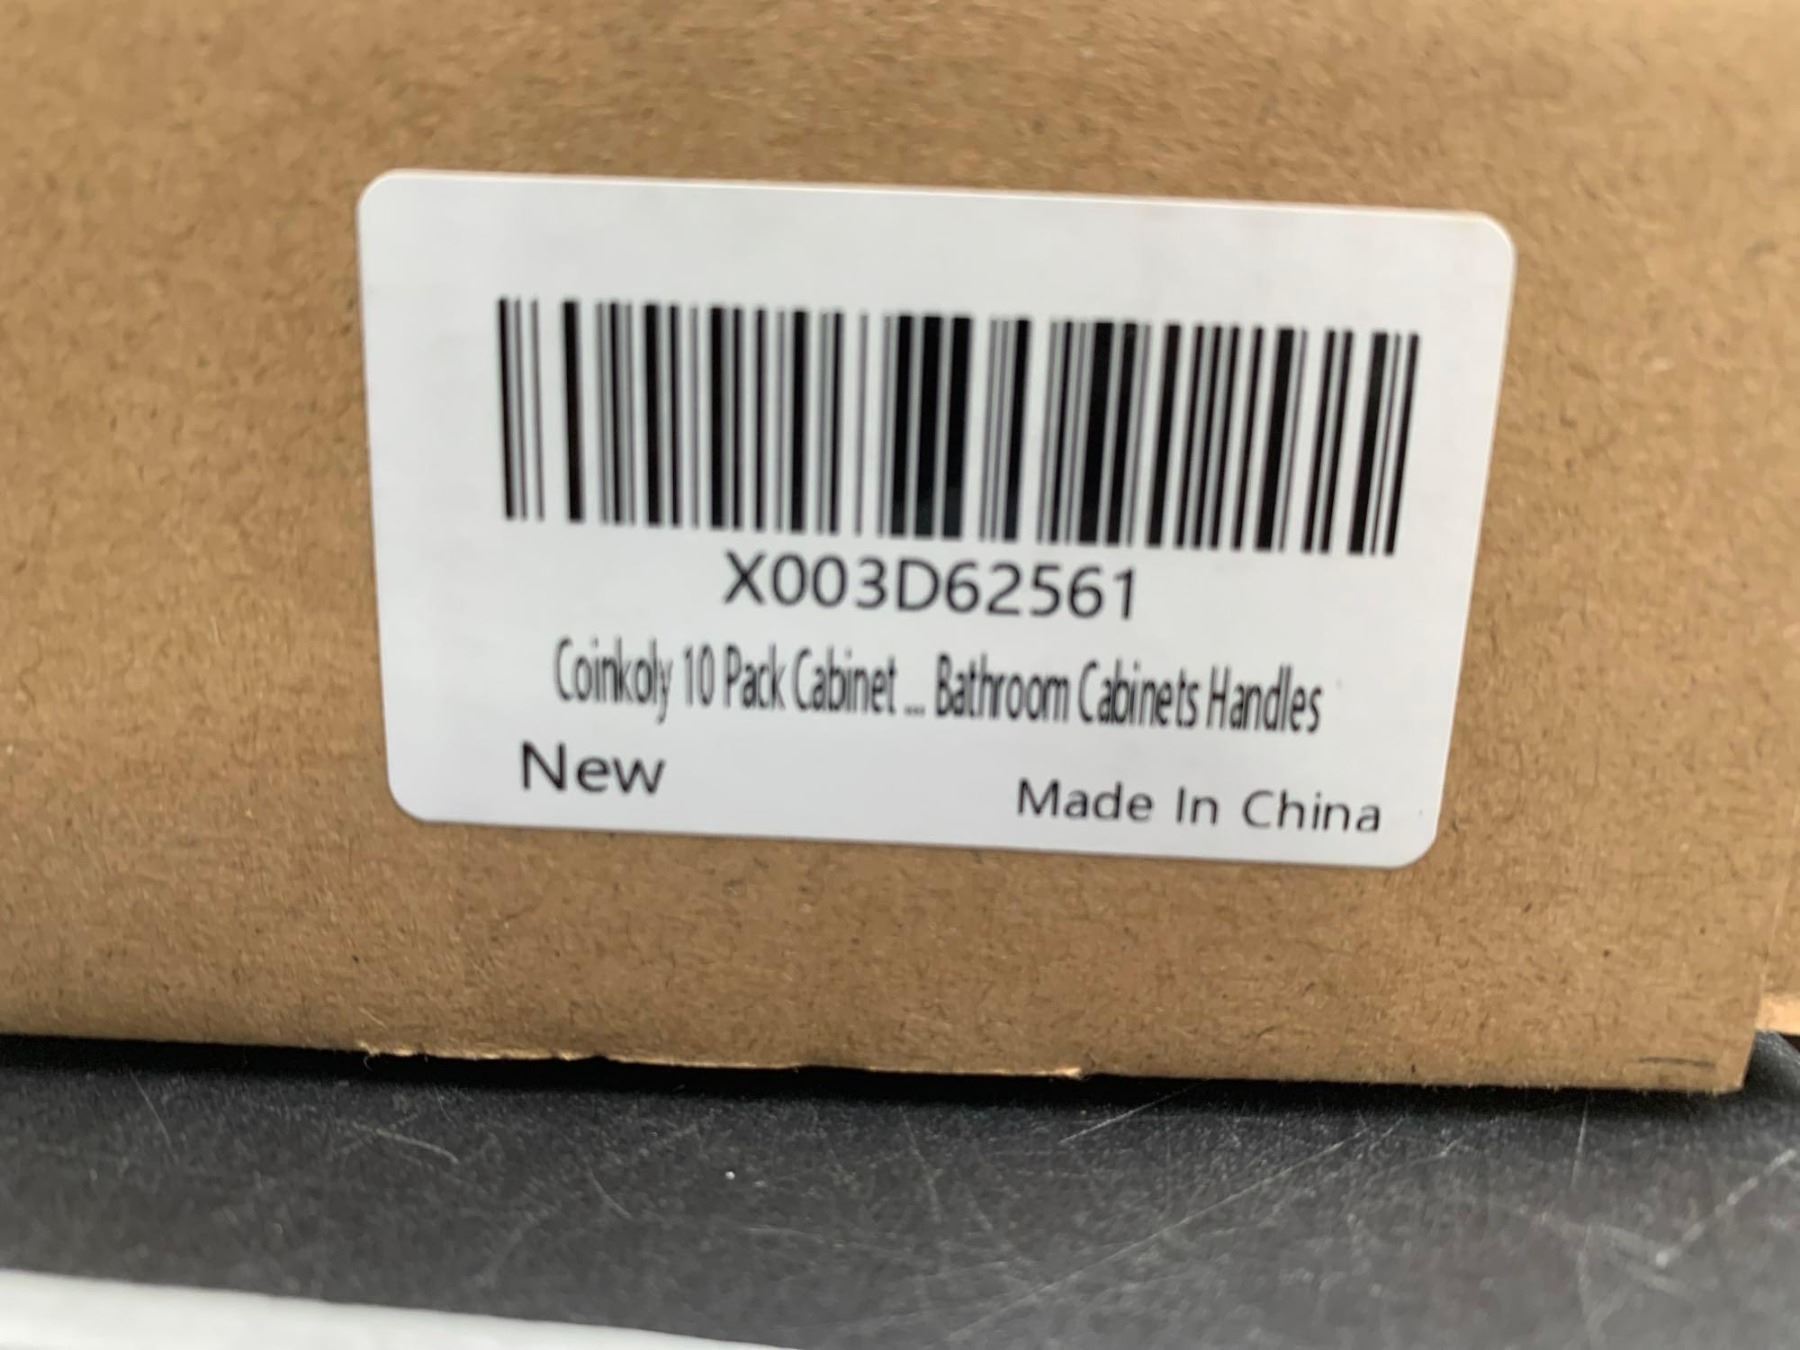 X003D62561
Coinkoly 10 Pack Cabinet ... Bathroom Cabinets Handles
New
Made In China